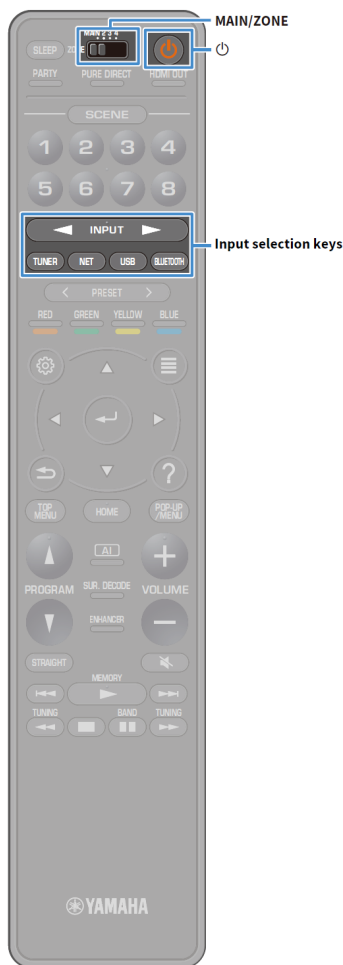 MAIN/ZONE
MAIN 2 3 4
SLEEP
ZONE
PARTY PURE DIRECT HDMI OUT
SCENE
1 2 3 4
5 6 7 8
INPUT
Input selection keys
TUNER NET USB BLUETOOTH
PRESET
RED GREEN YELLOW BLUE
TOP MENU
HOME
POP-UP /MENU
AI
PROGRAM SUR. DECODE VOLUME
ENHANCER
STRAIGHT
MEMORY
TUNING BAND TUNING
YAMAHA